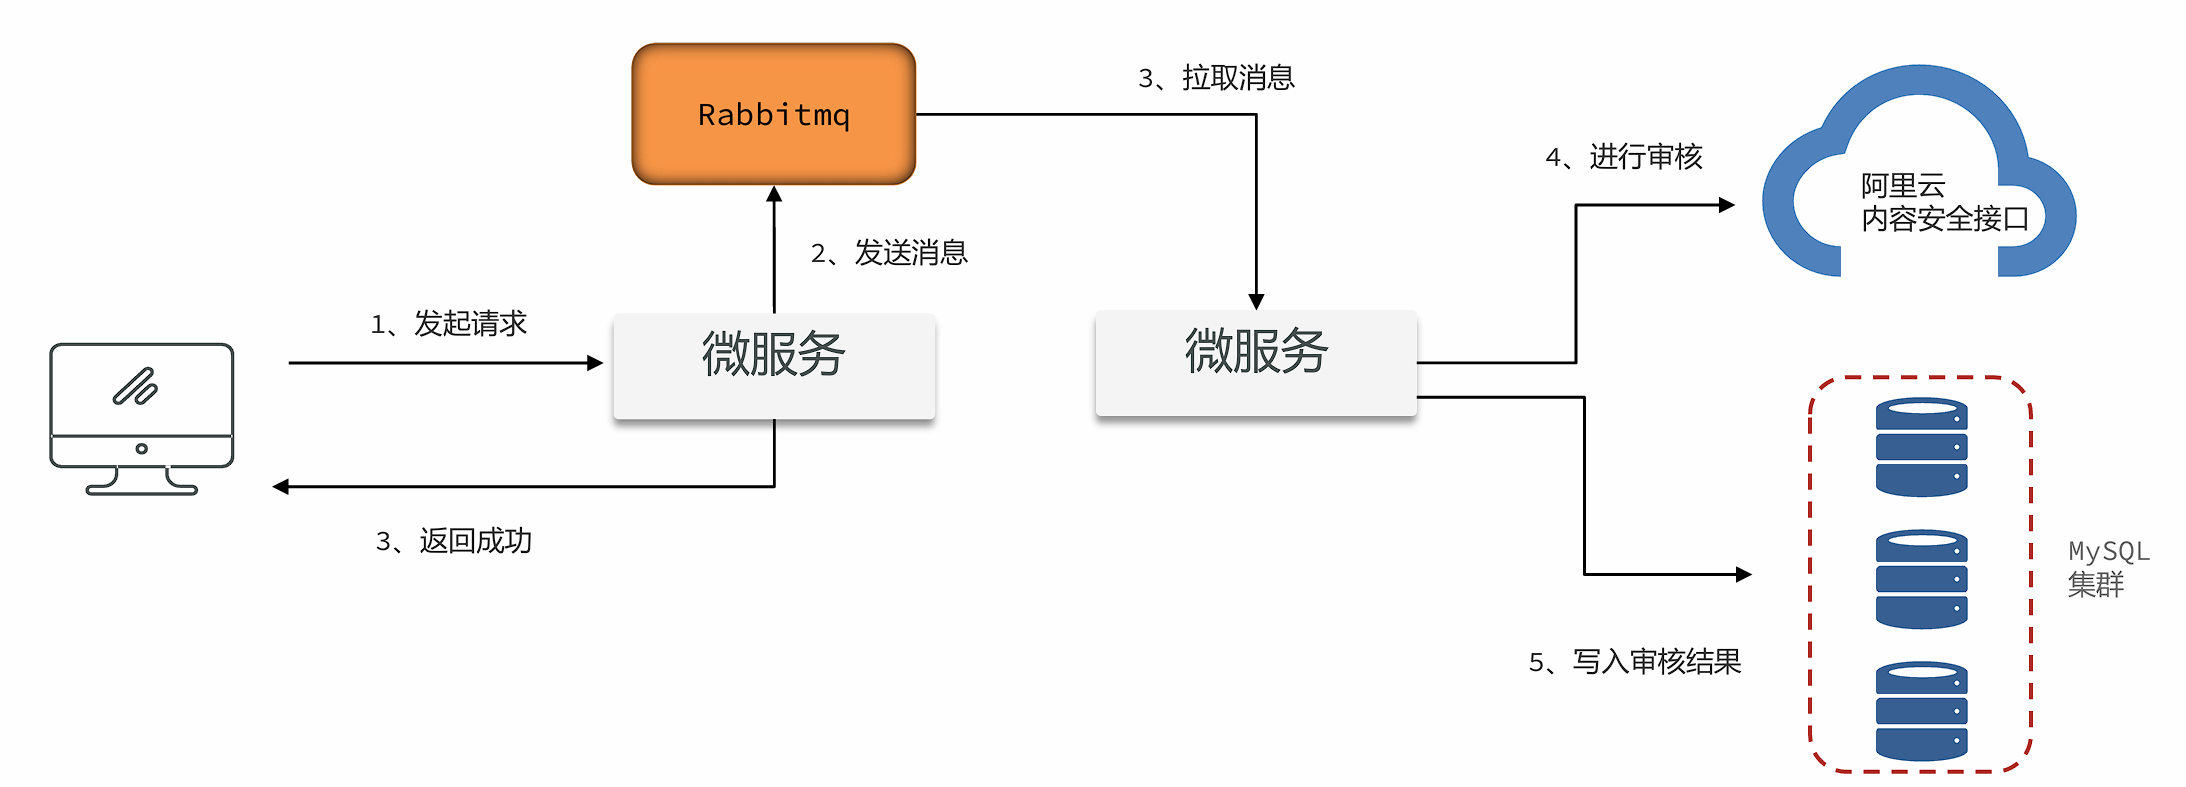 Rabbitmq
3、拉取消息
4、进行审核
阿里云
内容安全接口
2、发送消息
1、发起请求
微服务
微服务
3、返回成功
MySQL
集群
5、写入审核结果